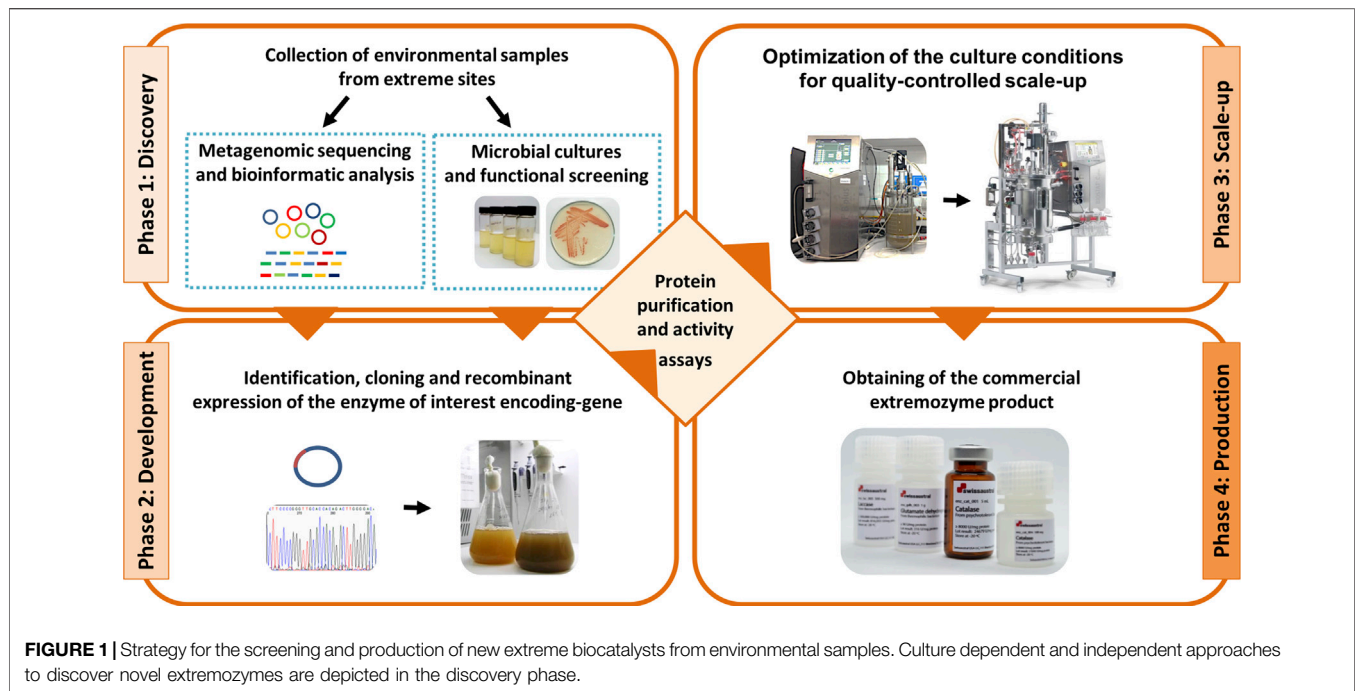 Phase 1: Discovery
Collection of environmental samples
from extreme sites
Metagenomic sequencing
and bioinformatic analysis
Microbial cultures
and functional screening
Phase 2: Development
Identification, cloning and recombinant
expression of the enzyme of interest encoding-gene
Protein
purification
and activity
assays
Phase 3: Scale-up
Optimization of the culture conditions
for quality-controlled scale-up
Phase 4: Production
Obtaining of the commercial
extremozyme product
swissaustral
swissaustral
Glutamate
swissaustral
Catalase
swissaustral
Catalase
FIGURE 1 | Strategy for the screening and production of new extreme biocatalysts from environmental samples. Culture dependent and independent approaches
to discover novel extremozymes are depicted in the discovery phase.